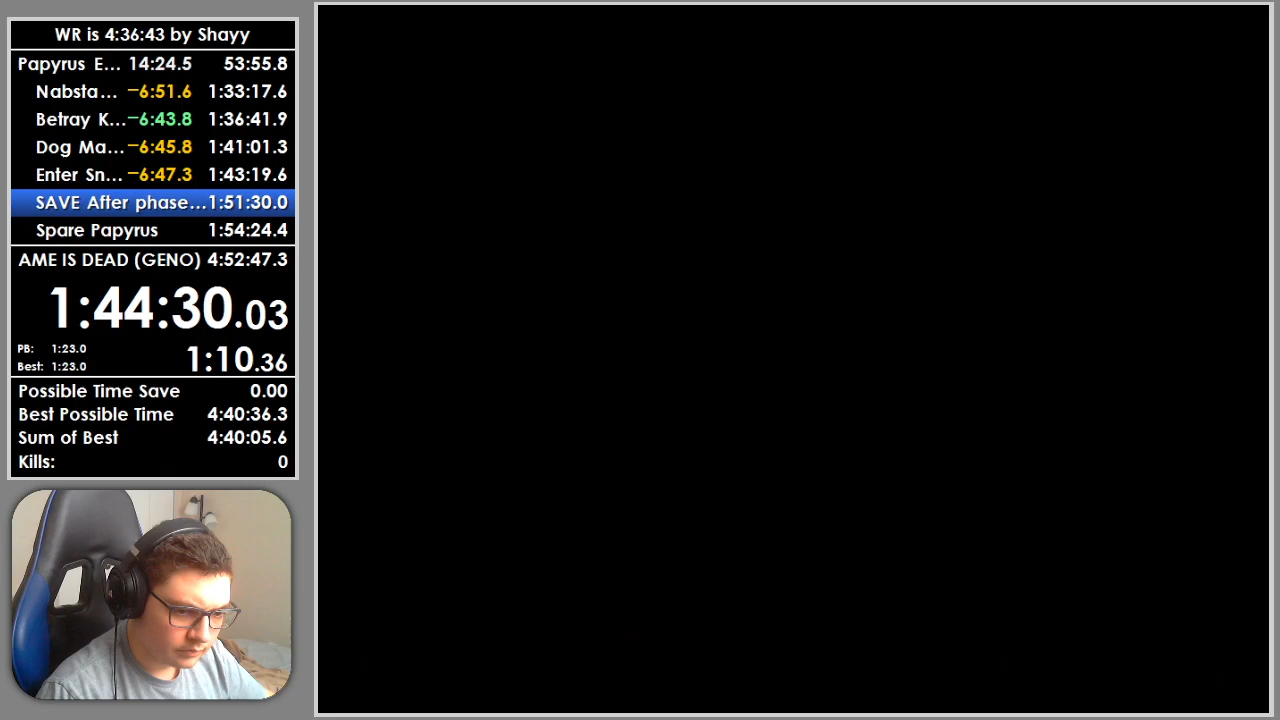 WR is 4:36:43 by Shayy
Papyrus E... 14:24.5 53:55.8
Nabsta... −6:51.6 1:33:17.6
Betray K... −6:43.8 1:36:41.9
Dog Ma... −6:45.8 1:41:01.3
Enter Sn... −6:47.3 1:43:19.6
SAVE After phase... 1:51:30.0
Spare Papyrus 1:54:24.4
AME IS DEAD (GENO) 4:52:47.3
1:44:30.03
PB: 1:23.0
Best: 1:23.0
1:10.36
Possible Time Save 0.00
Best Possible Time 4:40:36.3
Sum of Best 4:40:05.6
Kills: 0